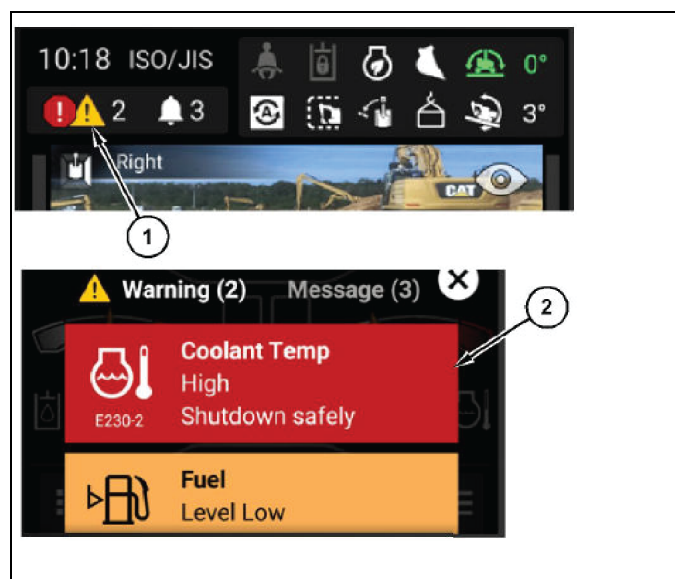 10:18 ISO/JIS
0°
2 3
A 3°
Right
CAT
1
Warning (2) Message (3)
2
Coolant Temp
High
E230-2 Shutdown safely
Fuel
Level Low